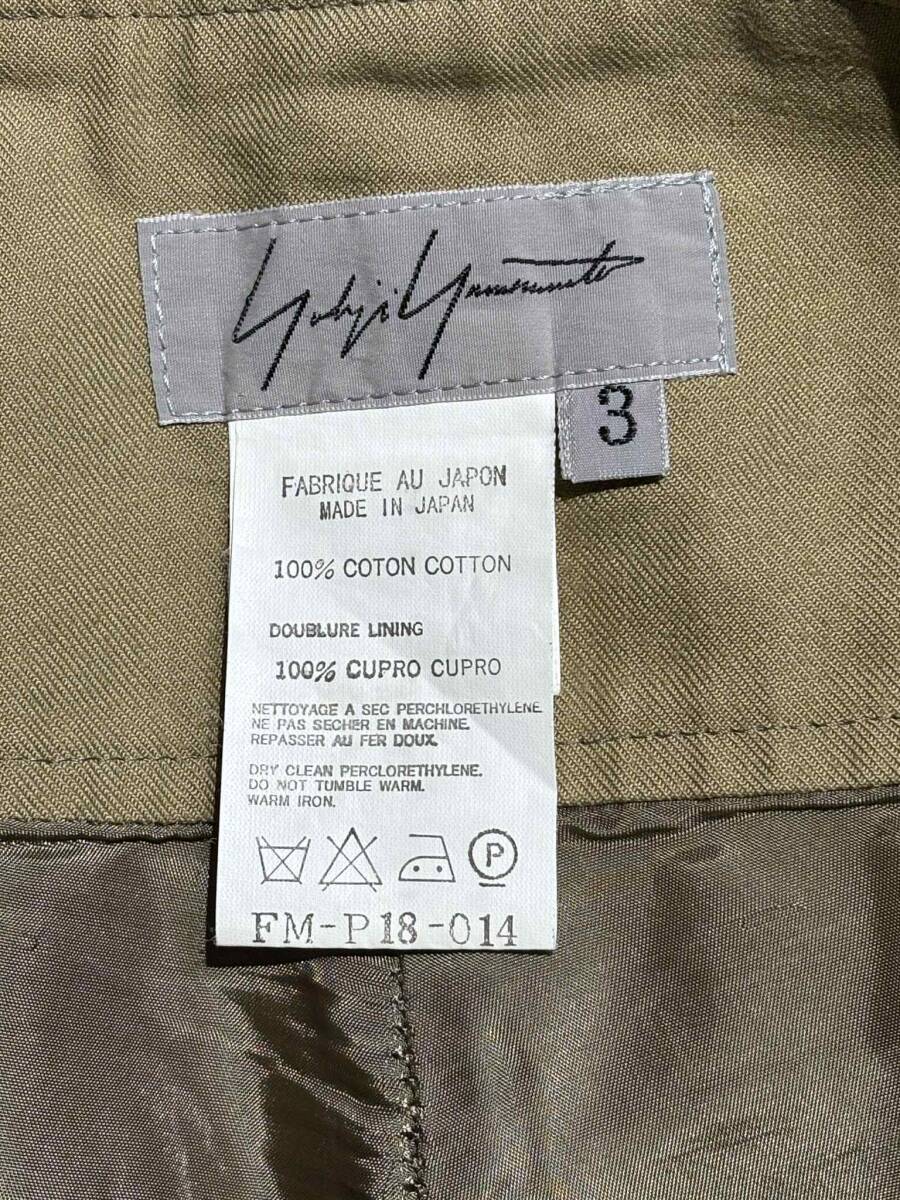 Yohji Yamamoto
3
FABRIQUE AU JAPON
MADE IN JAPAN
100% COTON COTTON
DOUBLURE LINING
100% CUPRO CUPRO
NETTOYAGE A SEC PERCHLORETHYLENE
NE PAS SECHER EN MACHINE.
REPASSER AU FER DOUX.
DRY CLEAN PERCLORETHYLENE.
DO NOT TUMBLE WARM.
WARM IRON.
P
FM-P18-014